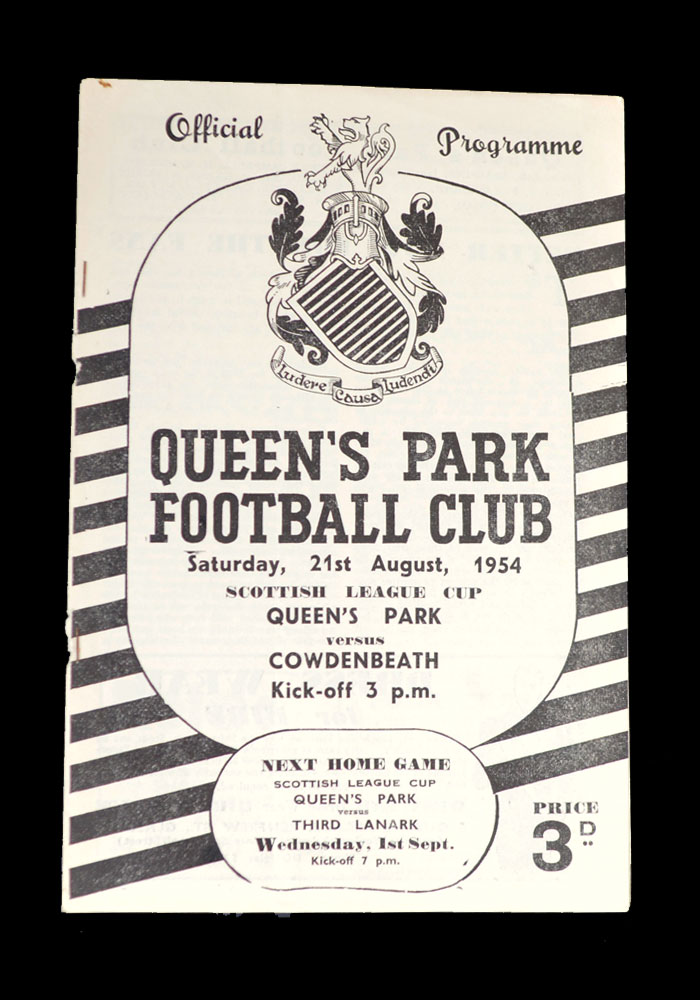 Official Programme
Ludere Causa Ludendi
QUEEN'S PARK
FOOTBALL CLUB
Saturday, 21st August, 1954
SCOTTISH LEAGUE CUP
QUEEN'S PARK
versus
COWDENBEATH
Kick-off 3 p.m.
NEXT HOME GAME
SCOTTISH LEAGUE CUP
QUEEN'S PARK
versus
THIRD LANARK
Wednesday, 1st Sept.
Kick-off 7 p.m.
PRICE
3D